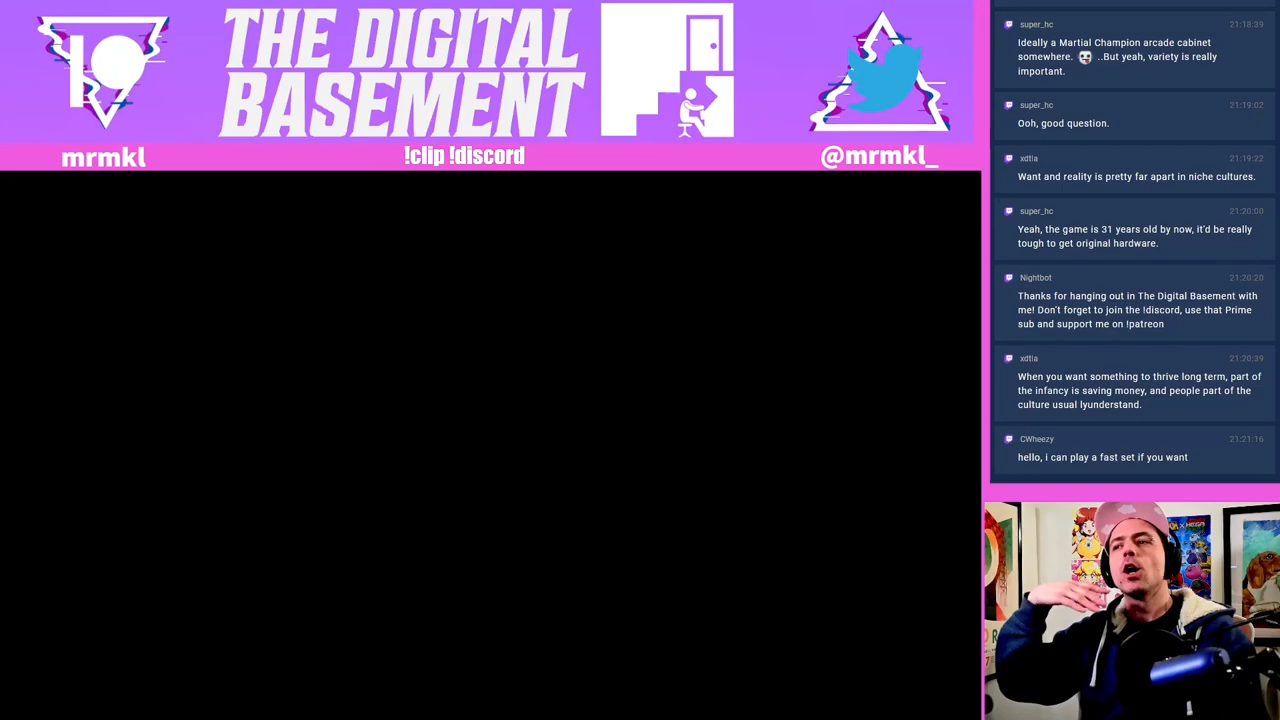 THE DIGITAL
BASEMENT
mrmkl
!clip !discord
@mrmkl_
super_hc 21:18:39
Ideally a Martial Champion arcade cabinet
somewhere. ..But yeah, variety is really
important.
super_hc 21:19:02
Ooh, good question.
xdtla 21:19:22
Want and reality is pretty far apart in niche cultures.
super_hc 21:20:00
Yeah, the game is 31 years old by now, it'd be really
tough to get original hardware.
Nightbot 21:20:20
Thanks for hanging out in The Digital Basement with
me! Don't forget to join the !discord, use that Prime
sub and support me on !patreon
xdtla 21:20:39
When you want something to thrive long term, part of
the infancy is saving money, and people part of the
culture usual lyunderstand.
CWheezy 21:21:16
hello, i can play a fast set if you want